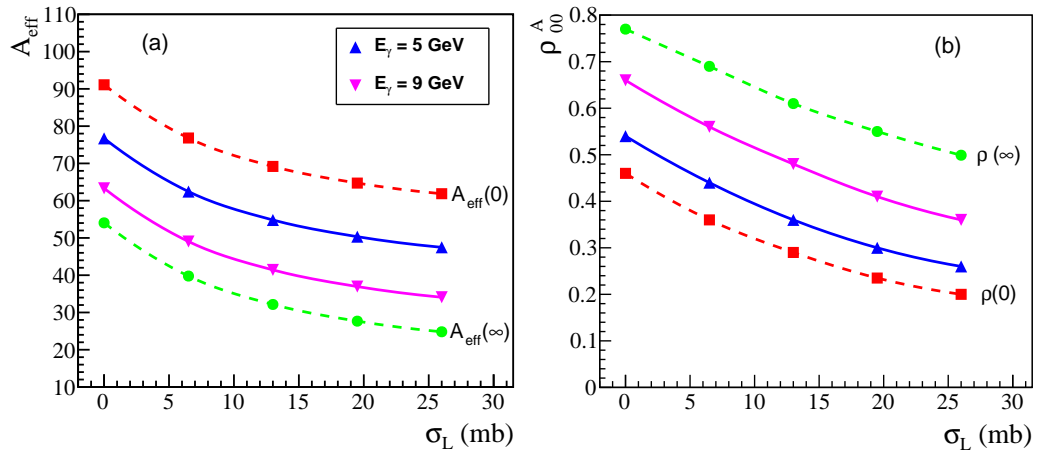 A_eff
110
100
90
80
70
60
50
40
30
20
10
(a)
E_γ = 5 GeV
E_γ = 9 GeV
A_eff(0)
A_eff(∞)
0 5 10 15 20 25 30
σ_L (mb)
ρ_00^A
0.8
0.7
0.6
0.5
0.4
0.3
0.2
0.1
0
(b)
ρ (∞)
ρ(0)
0 5 10 15 20 25 30
σ_L (mb)